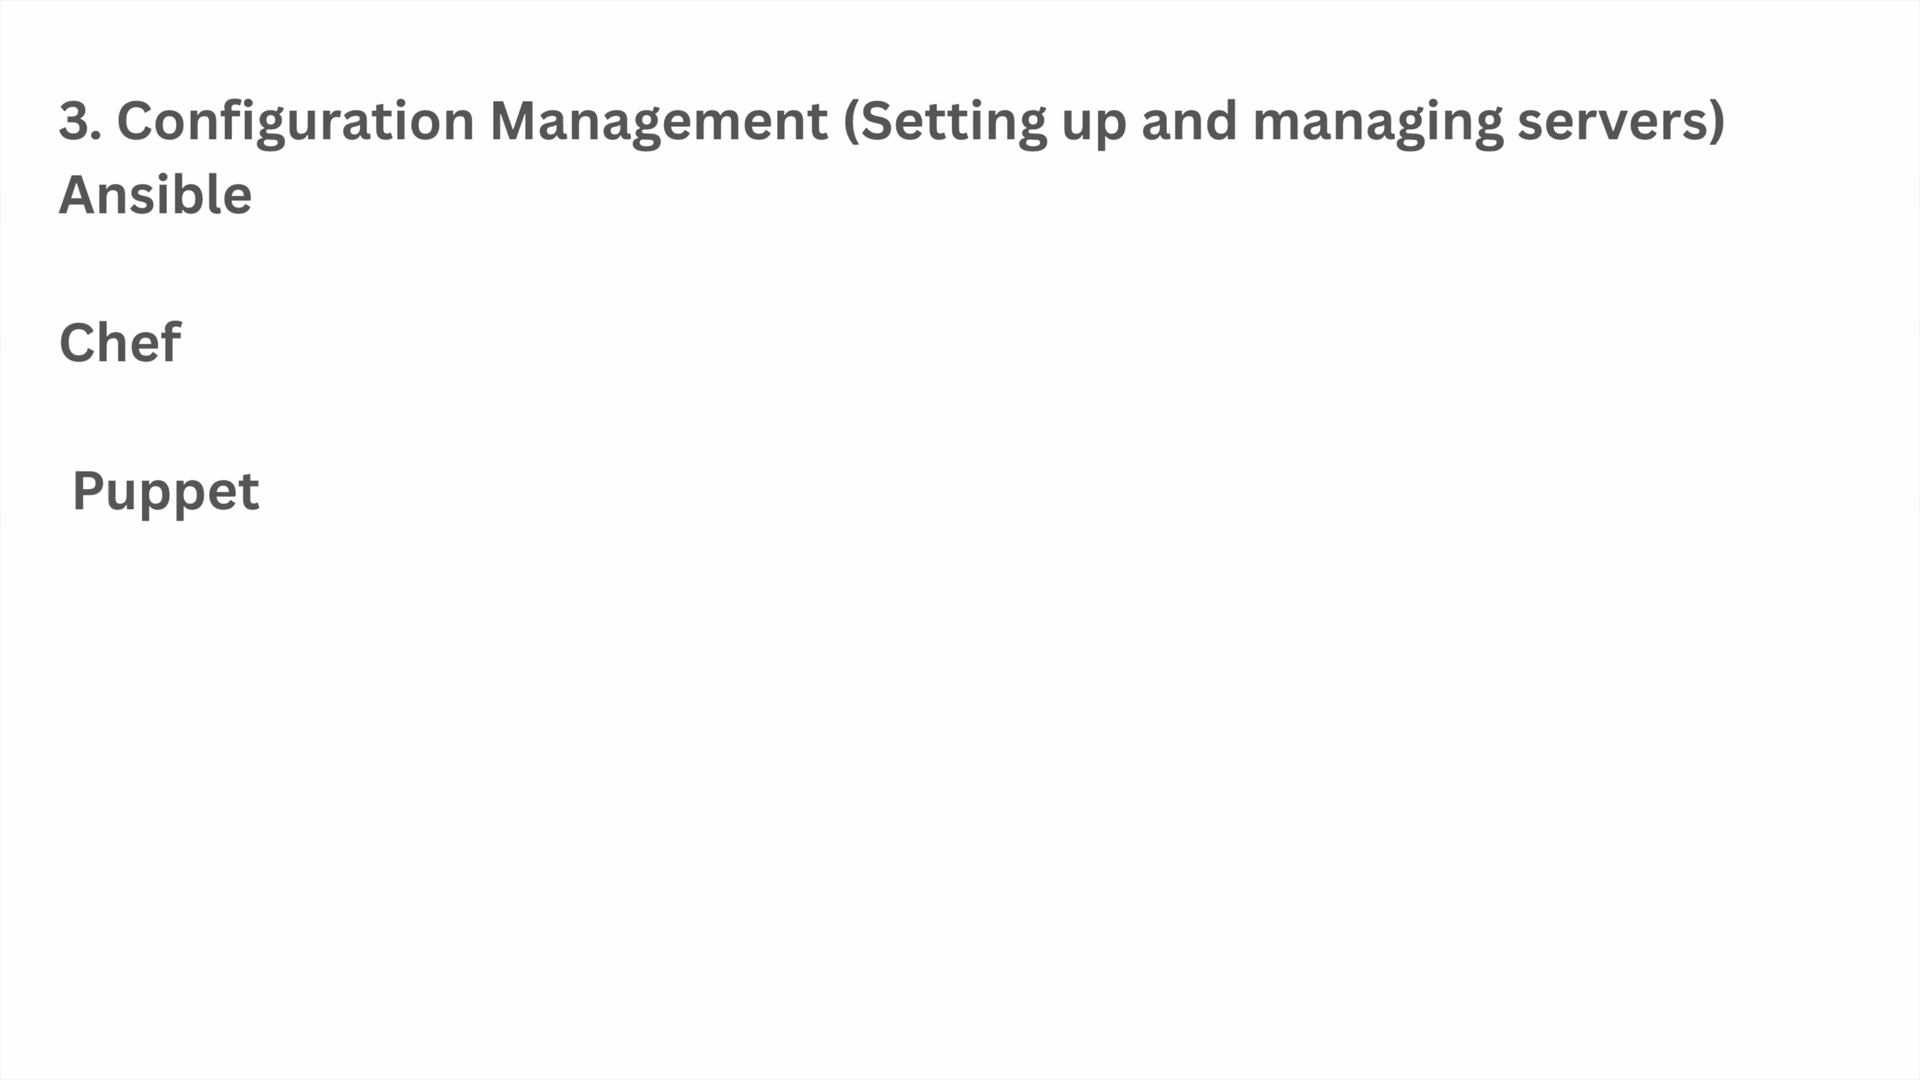 3. Configuration Management (Setting up and managing servers)
Ansible
Chef
Puppet